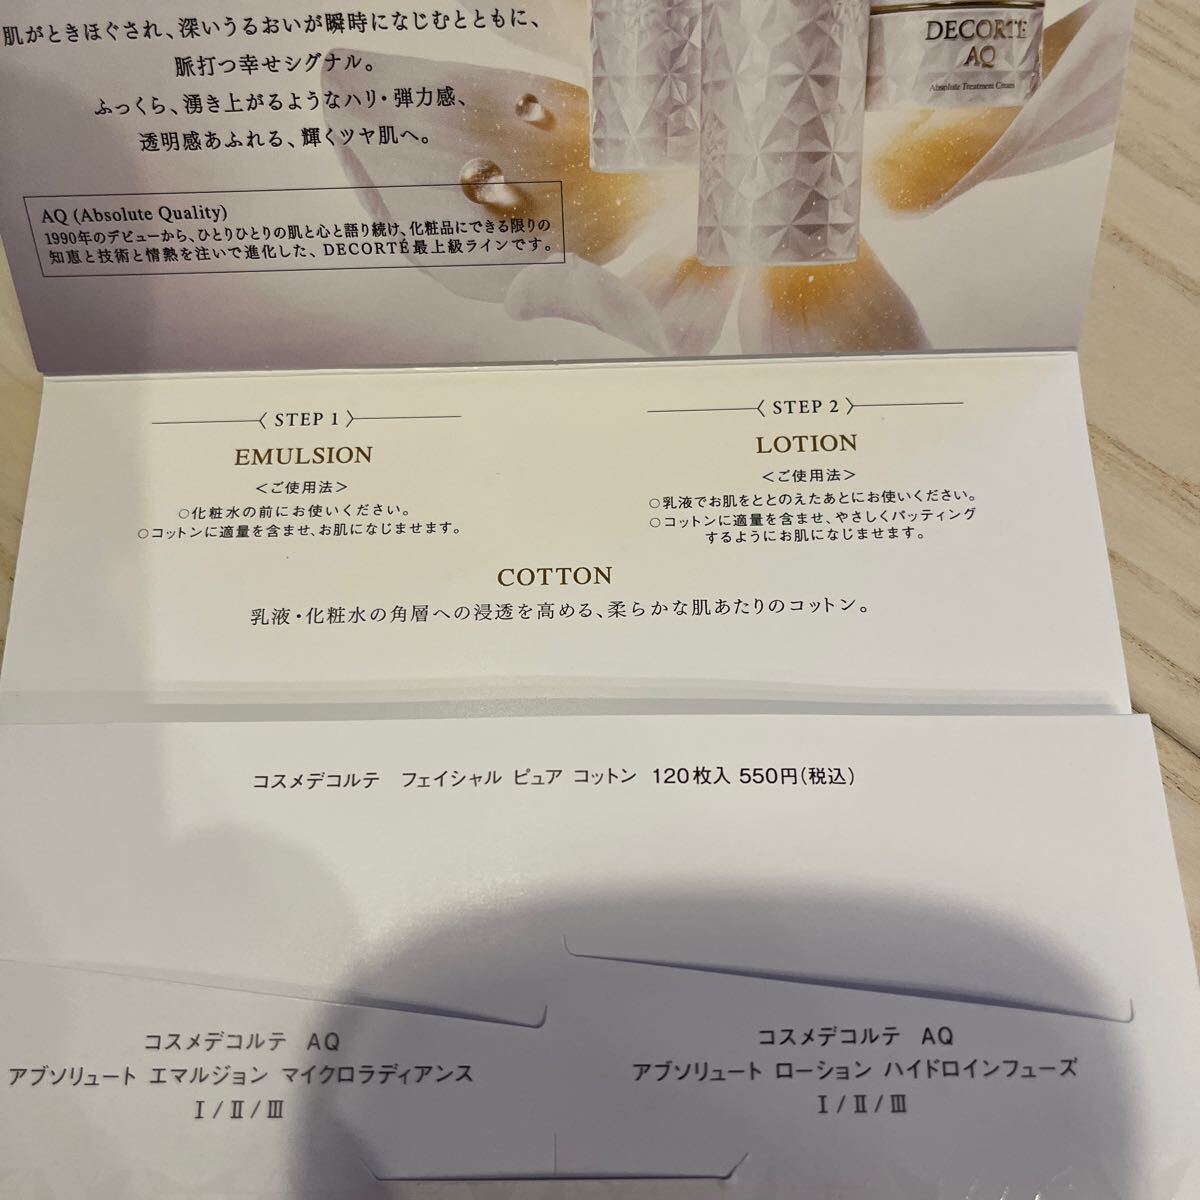 肌がときほぐされ、深いうるおいが瞬時になじむとともに、
脈打つ幸せシグナル。
ふっくら、湧き上がるようなハリ・弾力感、
透明感あふれる、輝くツヤ肌へ。
DECORTÉ
AQ
Absolute Treatment Cream
AQ (Absolute Quality)
1990年のデビューから、ひとりひとりの肌と心と語り続け、化粧品にできる限りの
知恵と技術と情熱を注いで進化した、DECORTÉ最上級ラインです。
STEP 1
EMULSION
＜ご使用法＞
○化粧水の前にお使いください。
○コットンに適量を含ませ、お肌になじませます。
STEP 2
LOTION
＜ご使用法＞
○乳液でお肌をととのえたあとにお使いください。
○コットンに適量を含ませ、やさしくパッティング
するようにお肌になじませます。
COTTON
乳液・化粧水の角層への浸透を高める、柔らかな肌あたりのコットン。
コスメデコルテ フェイシャル ピュア コットン 120枚入 550円(税込)
コスメデコルテ AQ
アブソリュート エマルジョン マイクロラディアンス
Ⅰ/Ⅱ/Ⅲ
コスメデコルテ AQ
アブソリュート ローション ハイドロインフューズ
Ⅰ/Ⅱ/Ⅲ